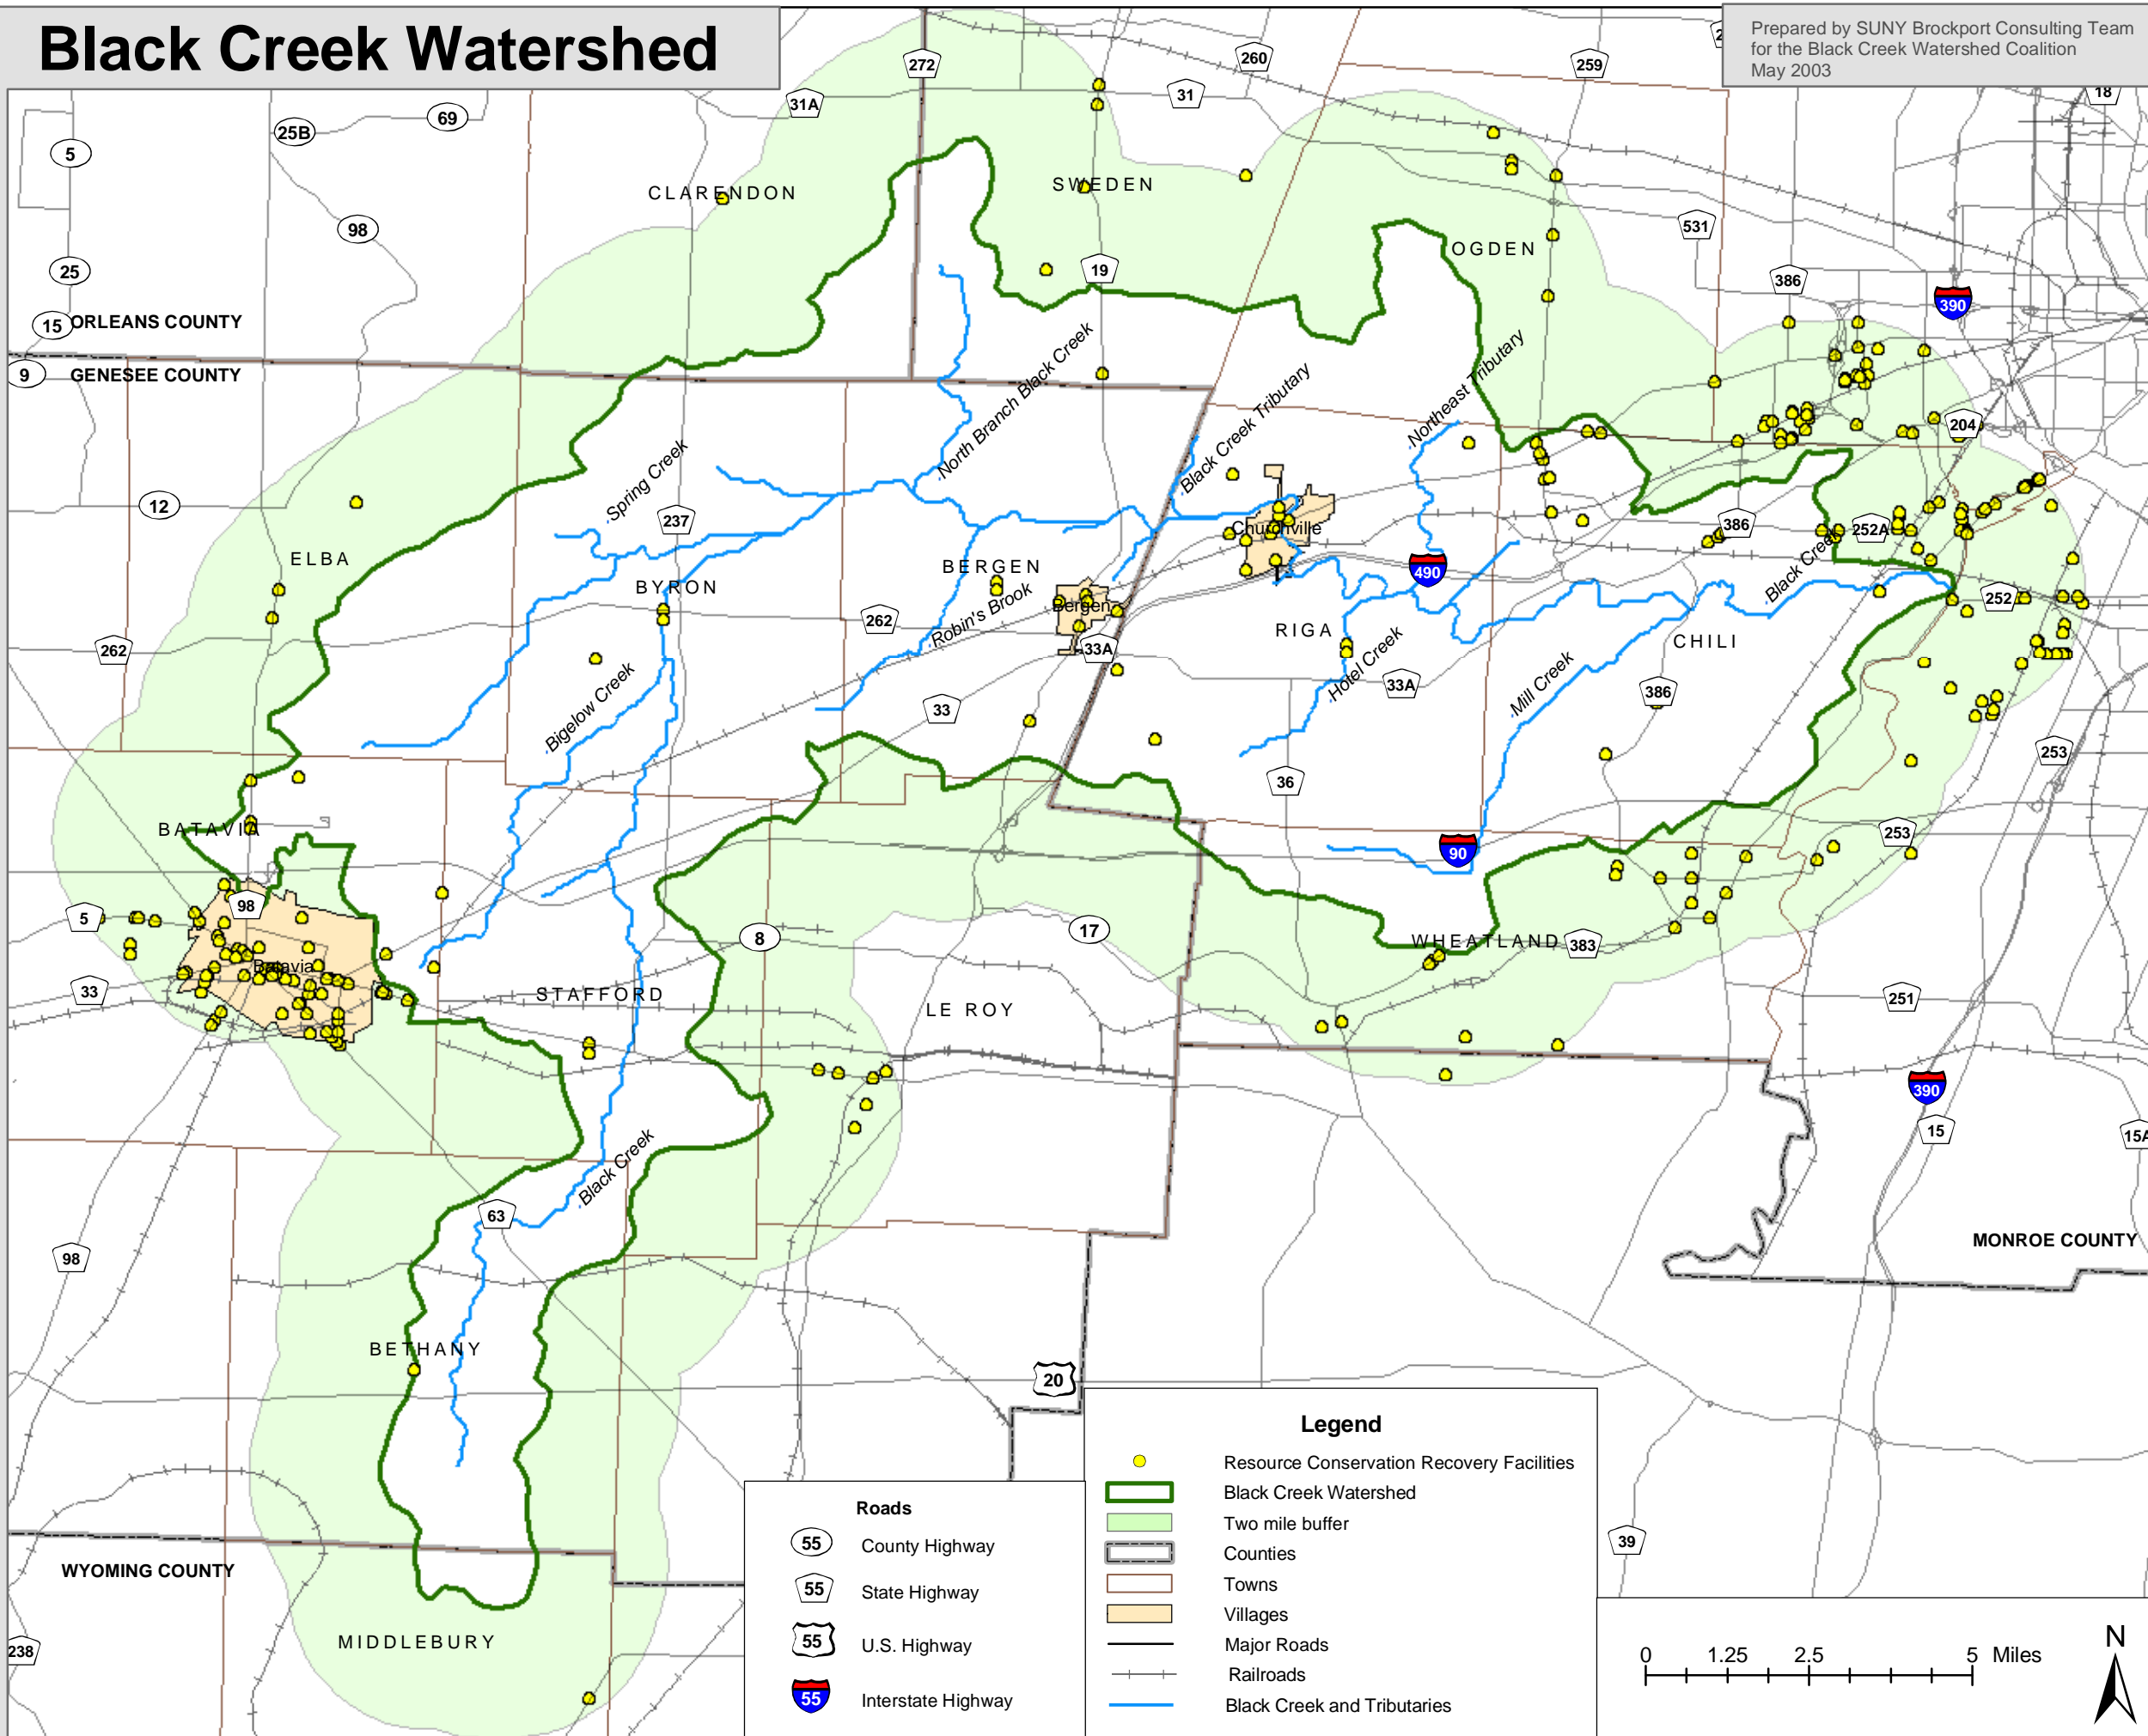 Black Creek Watershed
Prepared by SUNY Brockport Consulting Team
for the Black Creek Watershed Coalition
May 2003
272
260
259
31A
31
18
69
25B
5
98
CLARENDON
SWEDEN
531
OGDEN
25
19
386
390
15
ORLEANS COUNTY
9
GENESEE COUNTY
North Branch Black Creek
Black Creek Tributary
Northeast Tributary
204
Spring Creek
12
237
Churchville
386
252A
ELBA
BYRON
BERGEN
490
Black Creek
252
Bergen
Robin's Brook
262
262
RIGA
33A
CHILI
Hotel Creek
Mill Creek
33A
386
Bigelow Creek
33
253
36
BATAVIA
90
253
98
5
8
17
WHEATLAND
383
Batavia
33
STAFFORD
LE ROY
251
390
15
15A
Black Creek
63
98
MONROE COUNTY
BETHANY
20
WYOMING COUNTY
MIDDLEBURY
238
39
Roads
55 County Highway
55 State Highway
55 U.S. Highway
55 Interstate Highway
Legend
Resource Conservation Recovery Facilities
Black Creek Watershed
Two mile buffer
Counties
Towns
Villages
Major Roads
Railroads
Black Creek and Tributaries
0 1.25 2.5 5 Miles
N